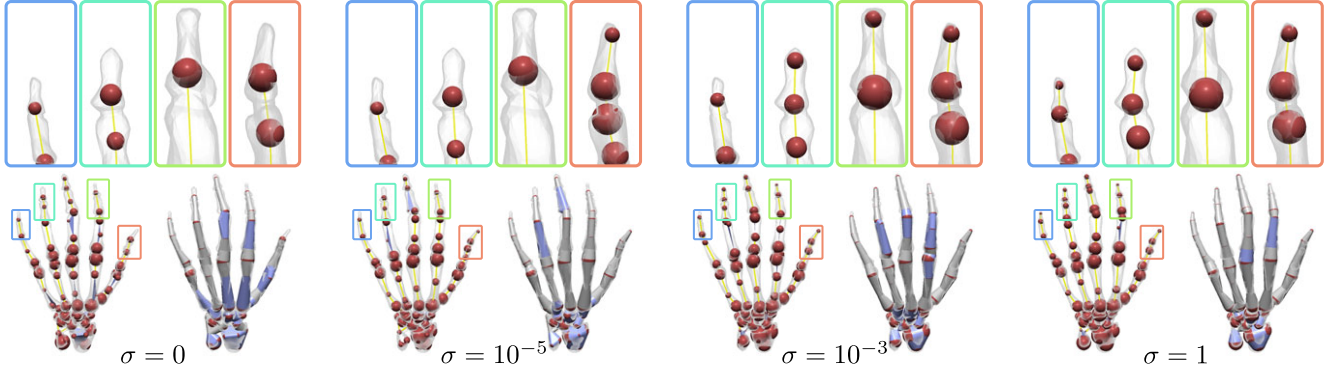 σ = 0
σ = 10⁻⁵
σ = 10⁻³
σ = 1